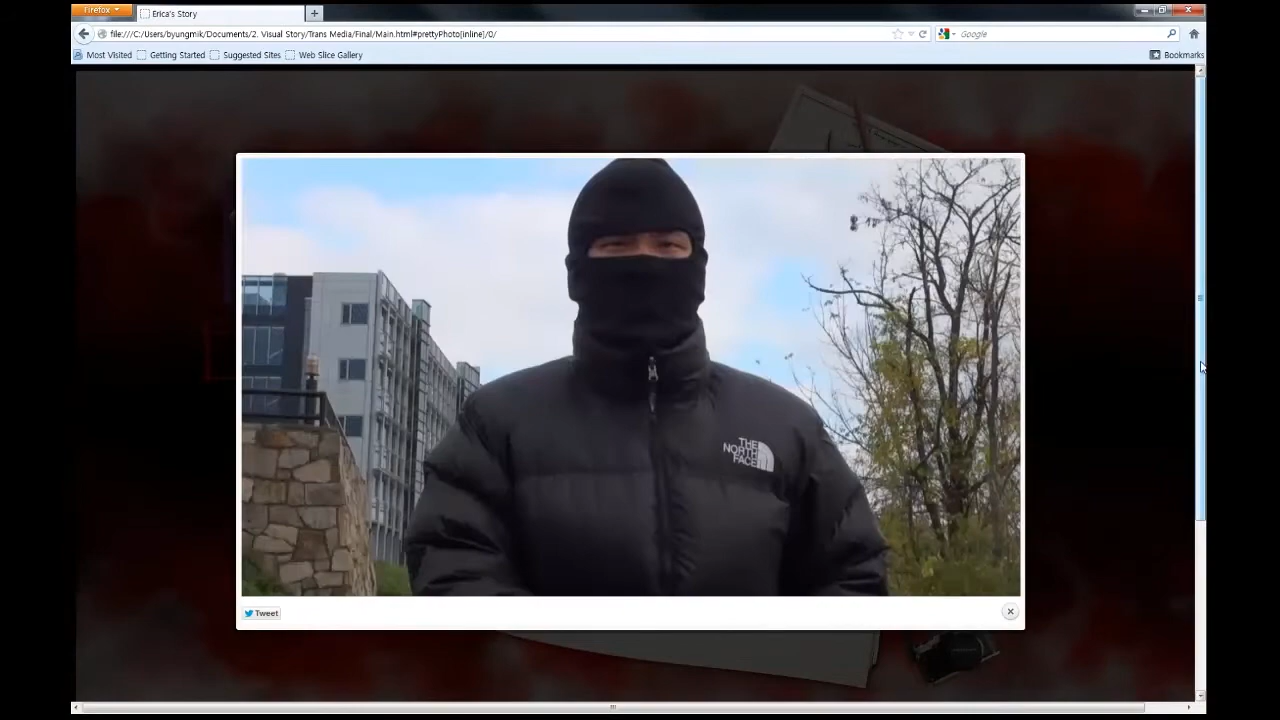 Firefox
Erica's Story
file:///C:/Users/byungmik/Documents/2. Visual Story/Trans Media/Final/Main.html#prettyPhoto[inline]/0/
Google
Most Visited
Getting Started
Suggested Sites
Web Slice Gallery
Bookmarks
THE
NORTH
FACE
Tweet